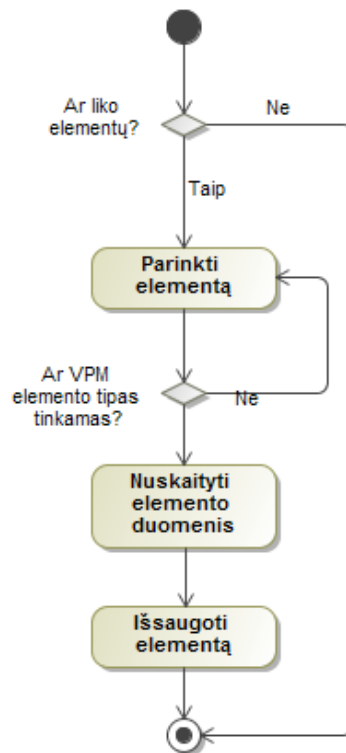 Ar liko
elementų?
Ne
Taip
Parinkti
elementą
Ar VPM
elemento tipas
tinkamas?
Ne
Nuskaityti
elemento
duomenis
Išsaugoti
elementą